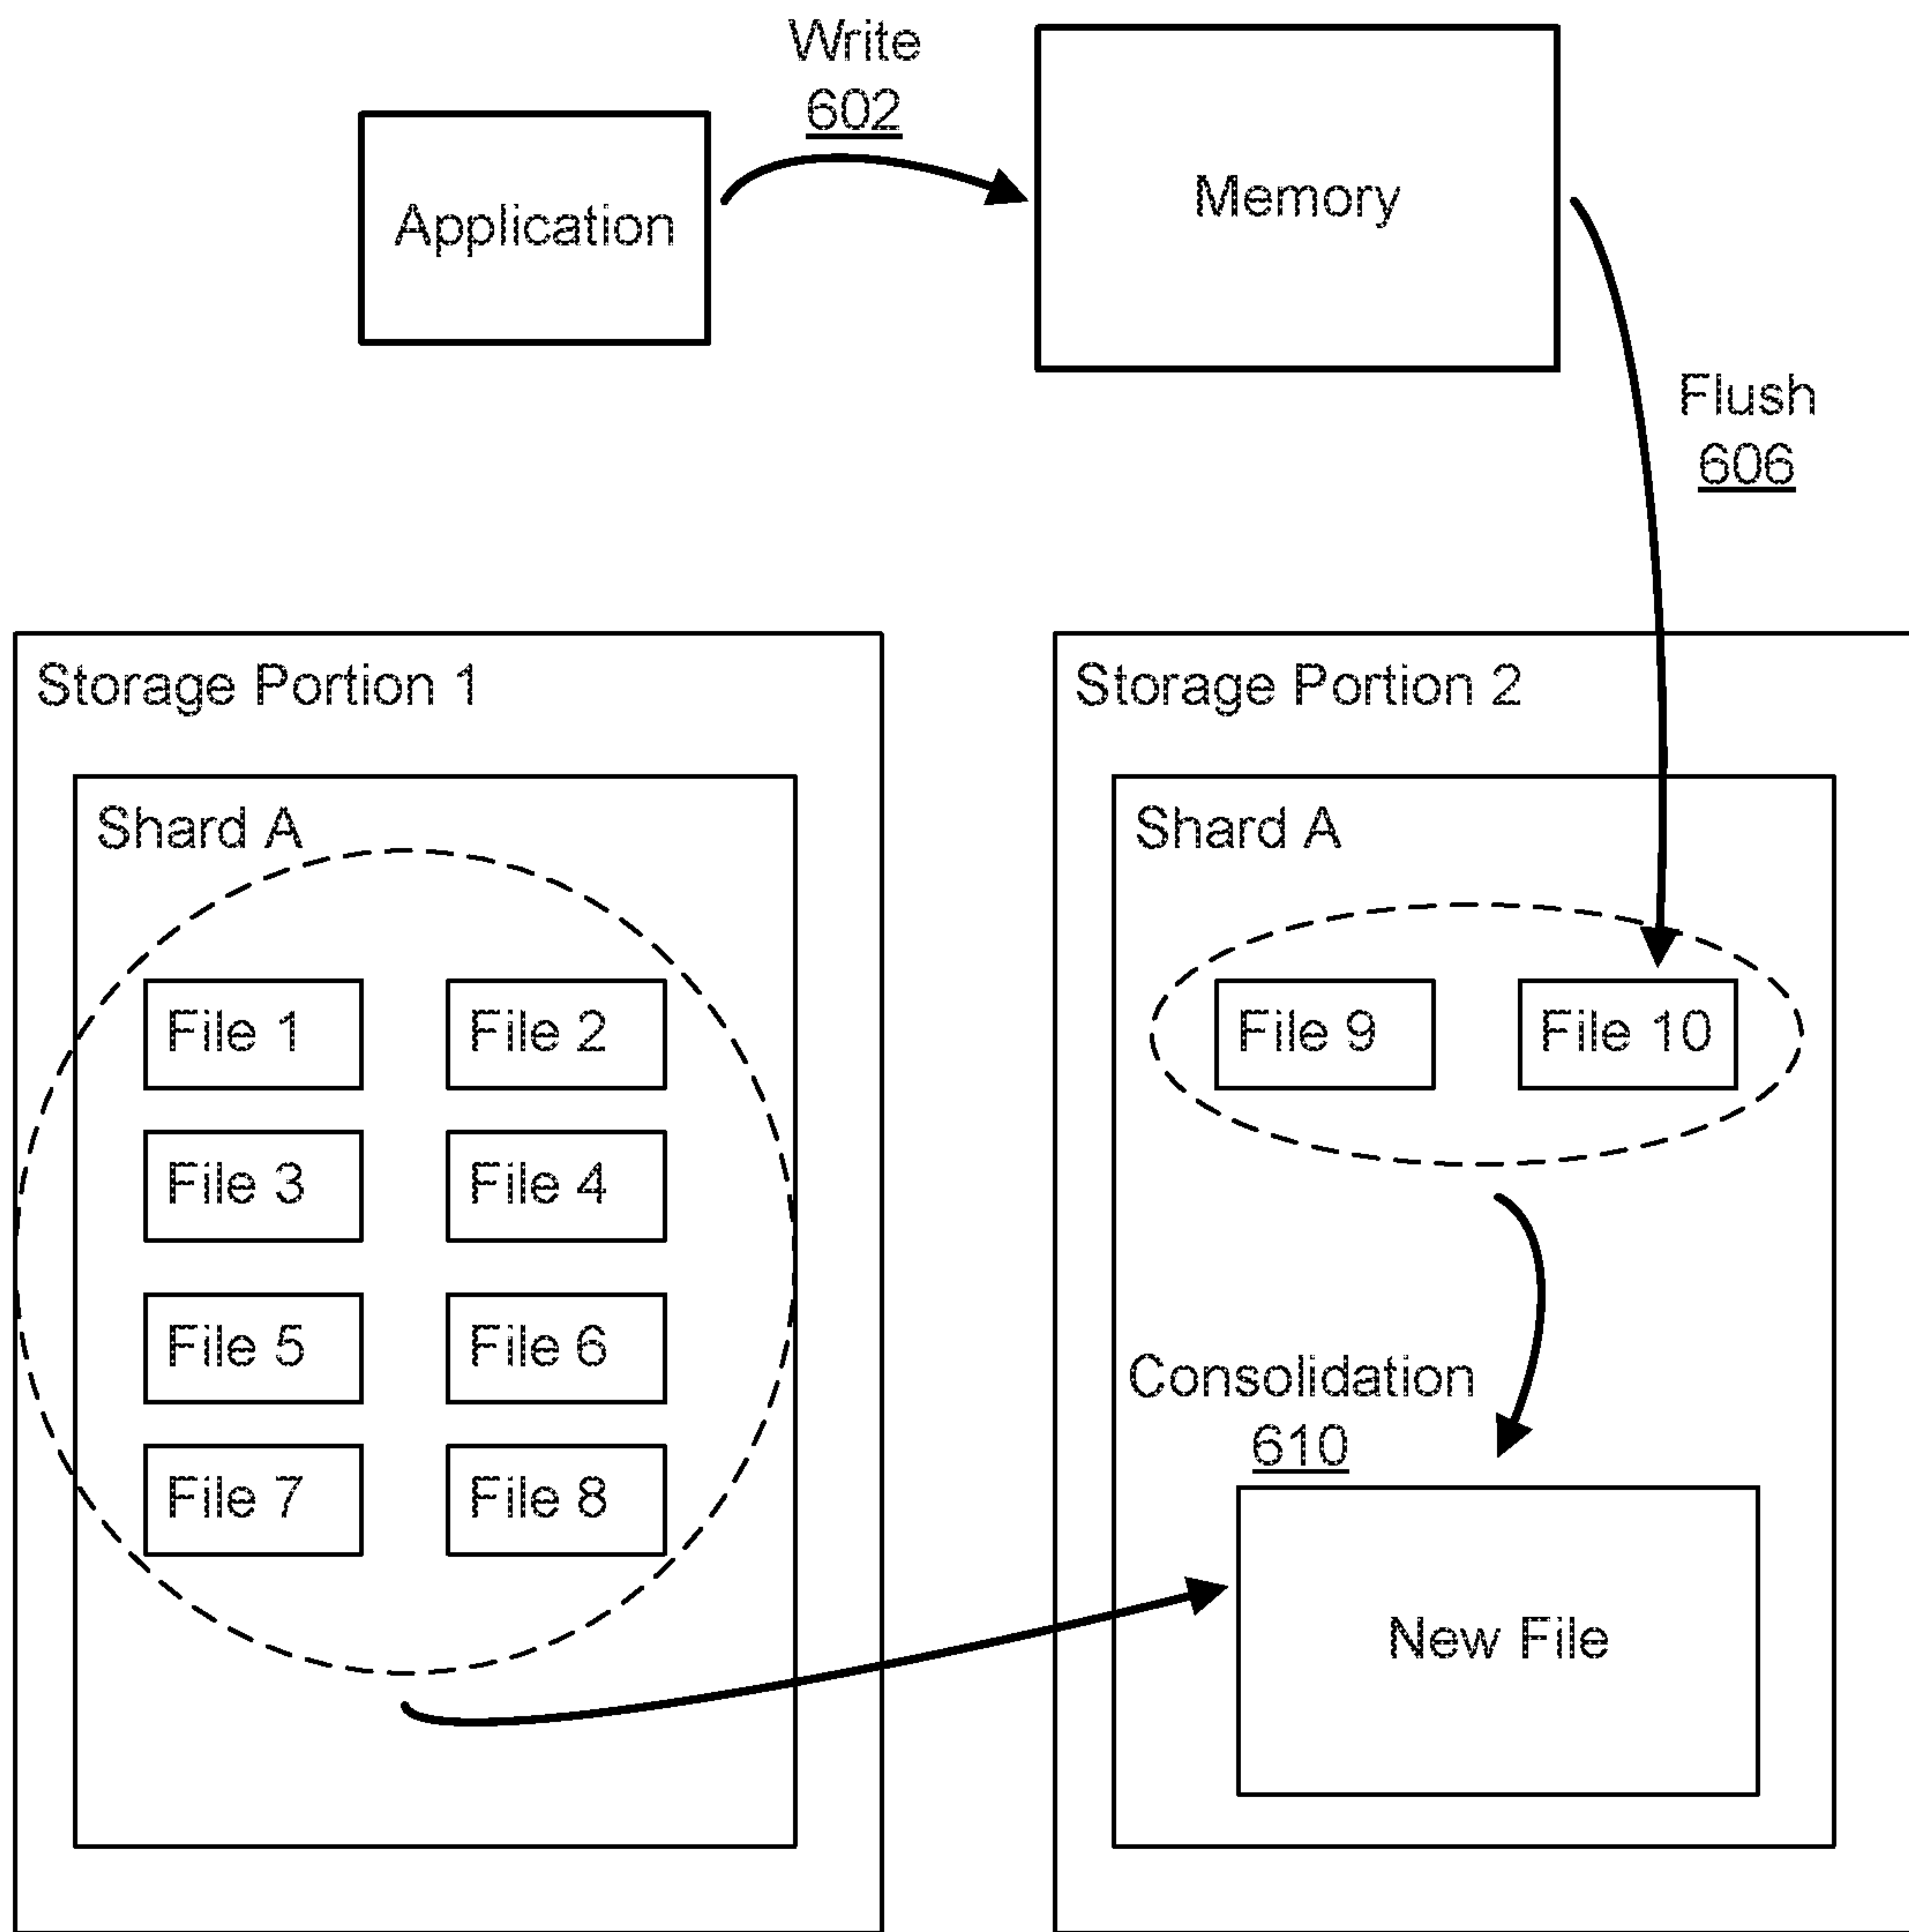 Write
602
Application
Memory
Flush
606
Storage Portion 1
Shard A
File 1
File 2
File 3
File 4
File 5
File 6
File 7
File 8
Storage Portion 2
Shard A
File 9
File 10
Consolidation
610
New File